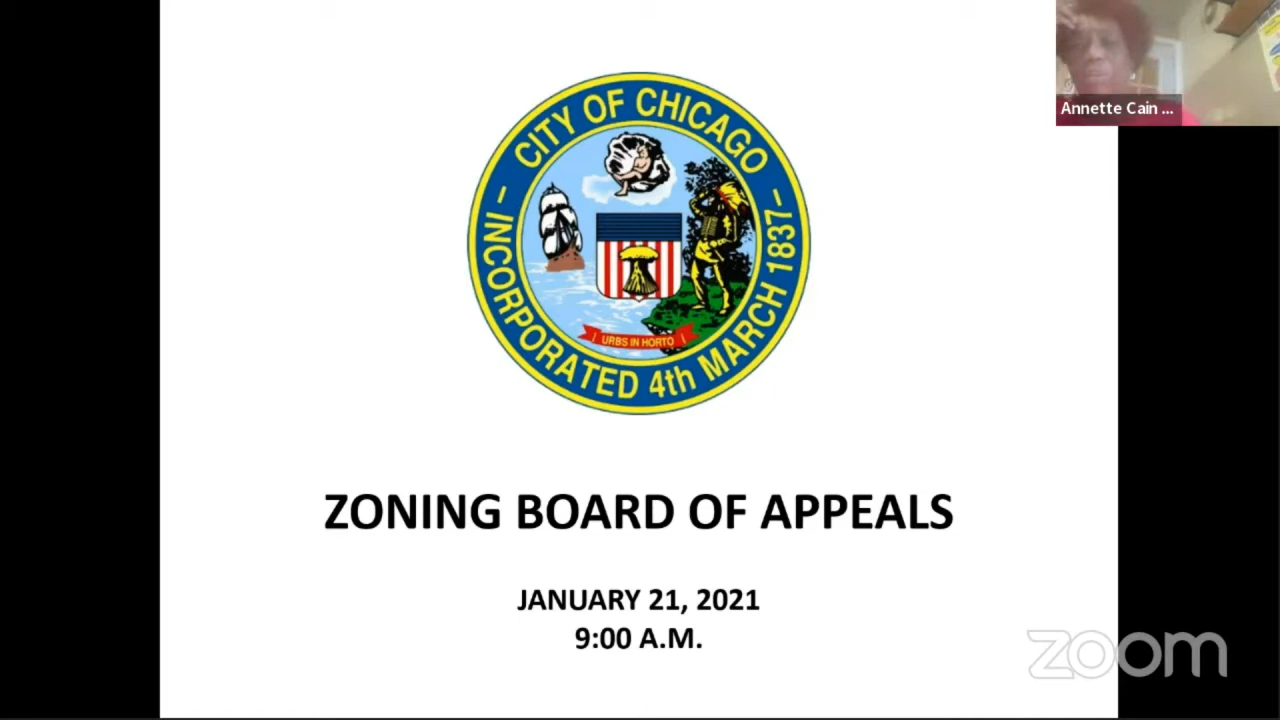 CITY OF CHICAGO
INCORPORATED 4th MARCH 1837
URBS IN HORTO
Annette Cain ...
ZONING BOARD OF APPEALS
JANUARY 21, 2021
9:00 A.M.
zoom